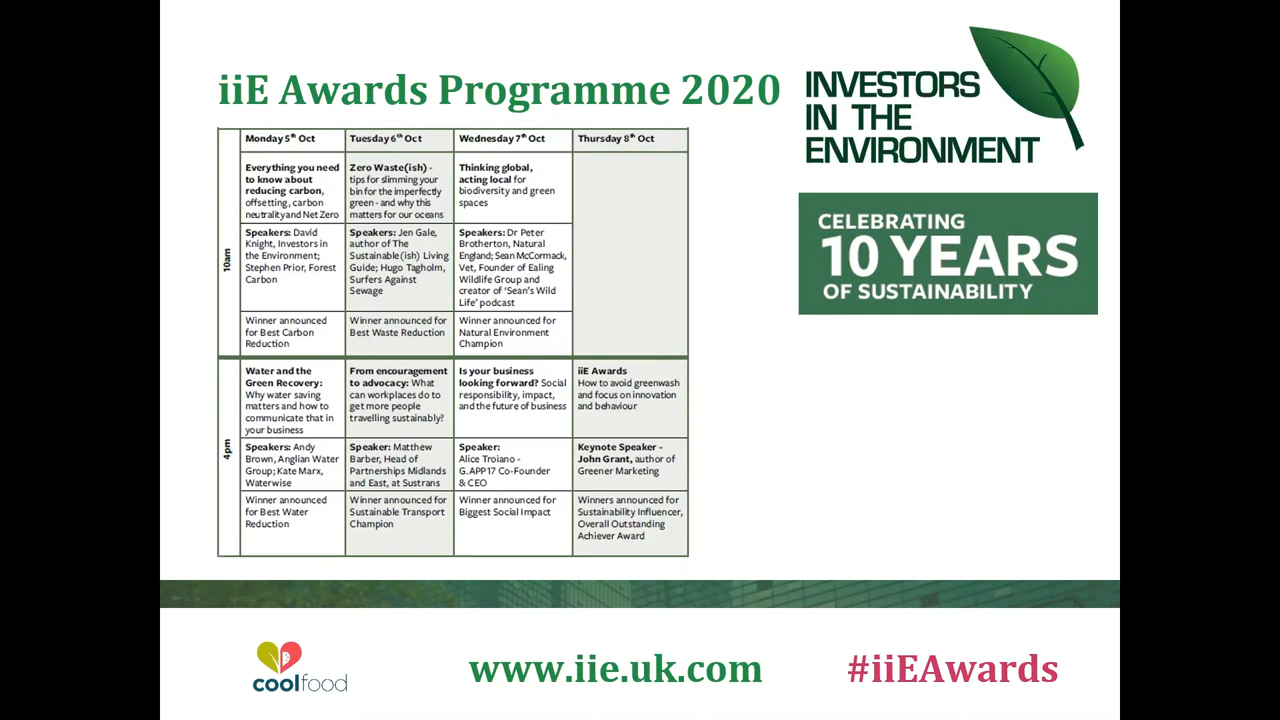 iiE Awards Programme 2020
INVESTORS
IN THE
ENVIRONMENT
CELEBRATING
10 YEARS
OF SUSTAINABILITY
Monday 5th Oct
Tuesday 6th Oct
Wednesday 7th Oct
Thursday 8th Oct
10am
Everything you need
to know about
reducing carbon,
offsetting, carbon
neutrality and Net Zero
Zero Waste(ish) -
tips for slimming your
bin for the imperfectly
green - and why this
matters for our oceans
Thinking global,
acting local for
biodiversity and green
spaces
Speakers: David
Knight, Investors in
the Environment;
Stephen Prior, Forest
Carbon
Speakers: Jen Gale,
author of The
Sustainable(ish) Living
Guide; Hugo Tagholm,
Surfers Against
Sewage
Speakers: Dr Peter
Brotherton, Natural
England; Sean McCormack,
Vet, Founder of Ealing
Wildlife Group and
creator of ‘Sean’s Wild
Life’ podcast
Winner announced
for Best Carbon
Reduction
Winner announced for
Best Waste Reduction
Winner announced for
Natural Environment
Champion
4pm
Water and the
Green Recovery:
Why water saving
matters and how to
communicate that in
your business
From encouragement
to advocacy: What
can workplaces do to
get more people
travelling sustainably?
Is your business
looking forward? Social
responsibility, impact,
and the future of business
iiE Awards
How to avoid greenwash
and focus on innovation
and behaviour
Speakers: Andy
Brown, Anglian Water
Group; Kate Marx,
Waterwise
Speaker: Matthew
Barber, Head of
Partnerships Midlands
and East, at Sustrans
Speaker:
Alice Troiano -
G.APP17 Co-Founder
& CEO
Keynote Speaker -
John Grant, author of
Greener Marketing
Winner announced
for Best Water
Reduction
Winner announced for
Sustainable Transport
Champion
Winner announced for
Biggest Social Impact
Winners announced for
Sustainability Influencer,
Overall Outstanding
Achiever Award
coolfood
www.iie.uk.com
#iiEAwards